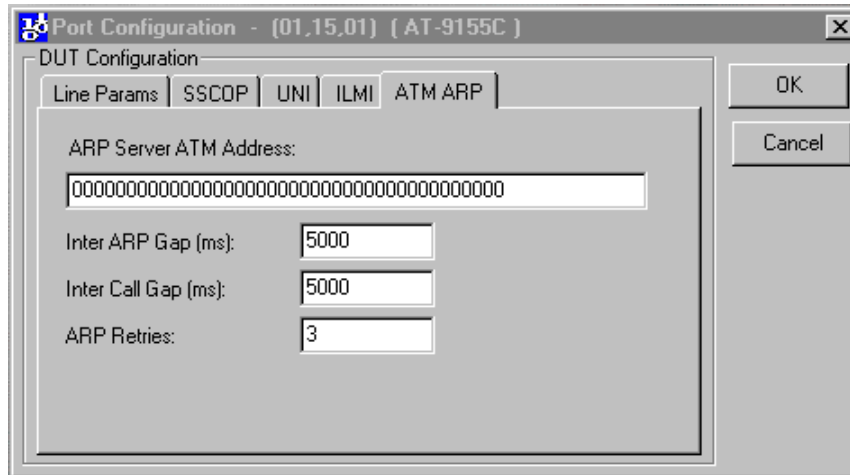 Port Configuration - (01,15,01) ( AT-9155C )
DUT Configuration
Line Params SSCOP UNI ILMI ATM ARP
OK
Cancel
ARP Server ATM Address:
0000000000000000000000000000000000000000
Inter ARP Gap (ms): 5000
Inter Call Gap (ms): 5000
ARP Retries: 3